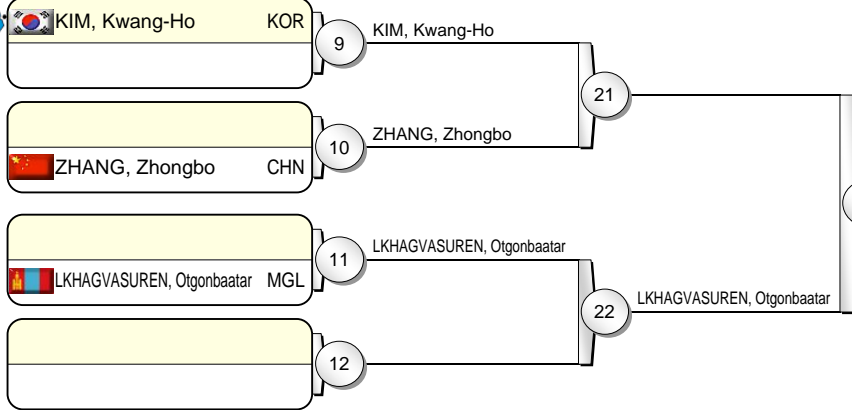 KIM, Kwang-Ho KOR
9
KIM, Kwang-Ho
21
ZHANG, Zhongbo CHN
10
ZHANG, Zhongbo
LKHAGVASUREN, Otgonbaatar MGL
11
LKHAGVASUREN, Otgonbaatar
22
LKHAGVASUREN, Otgonbaatar
12